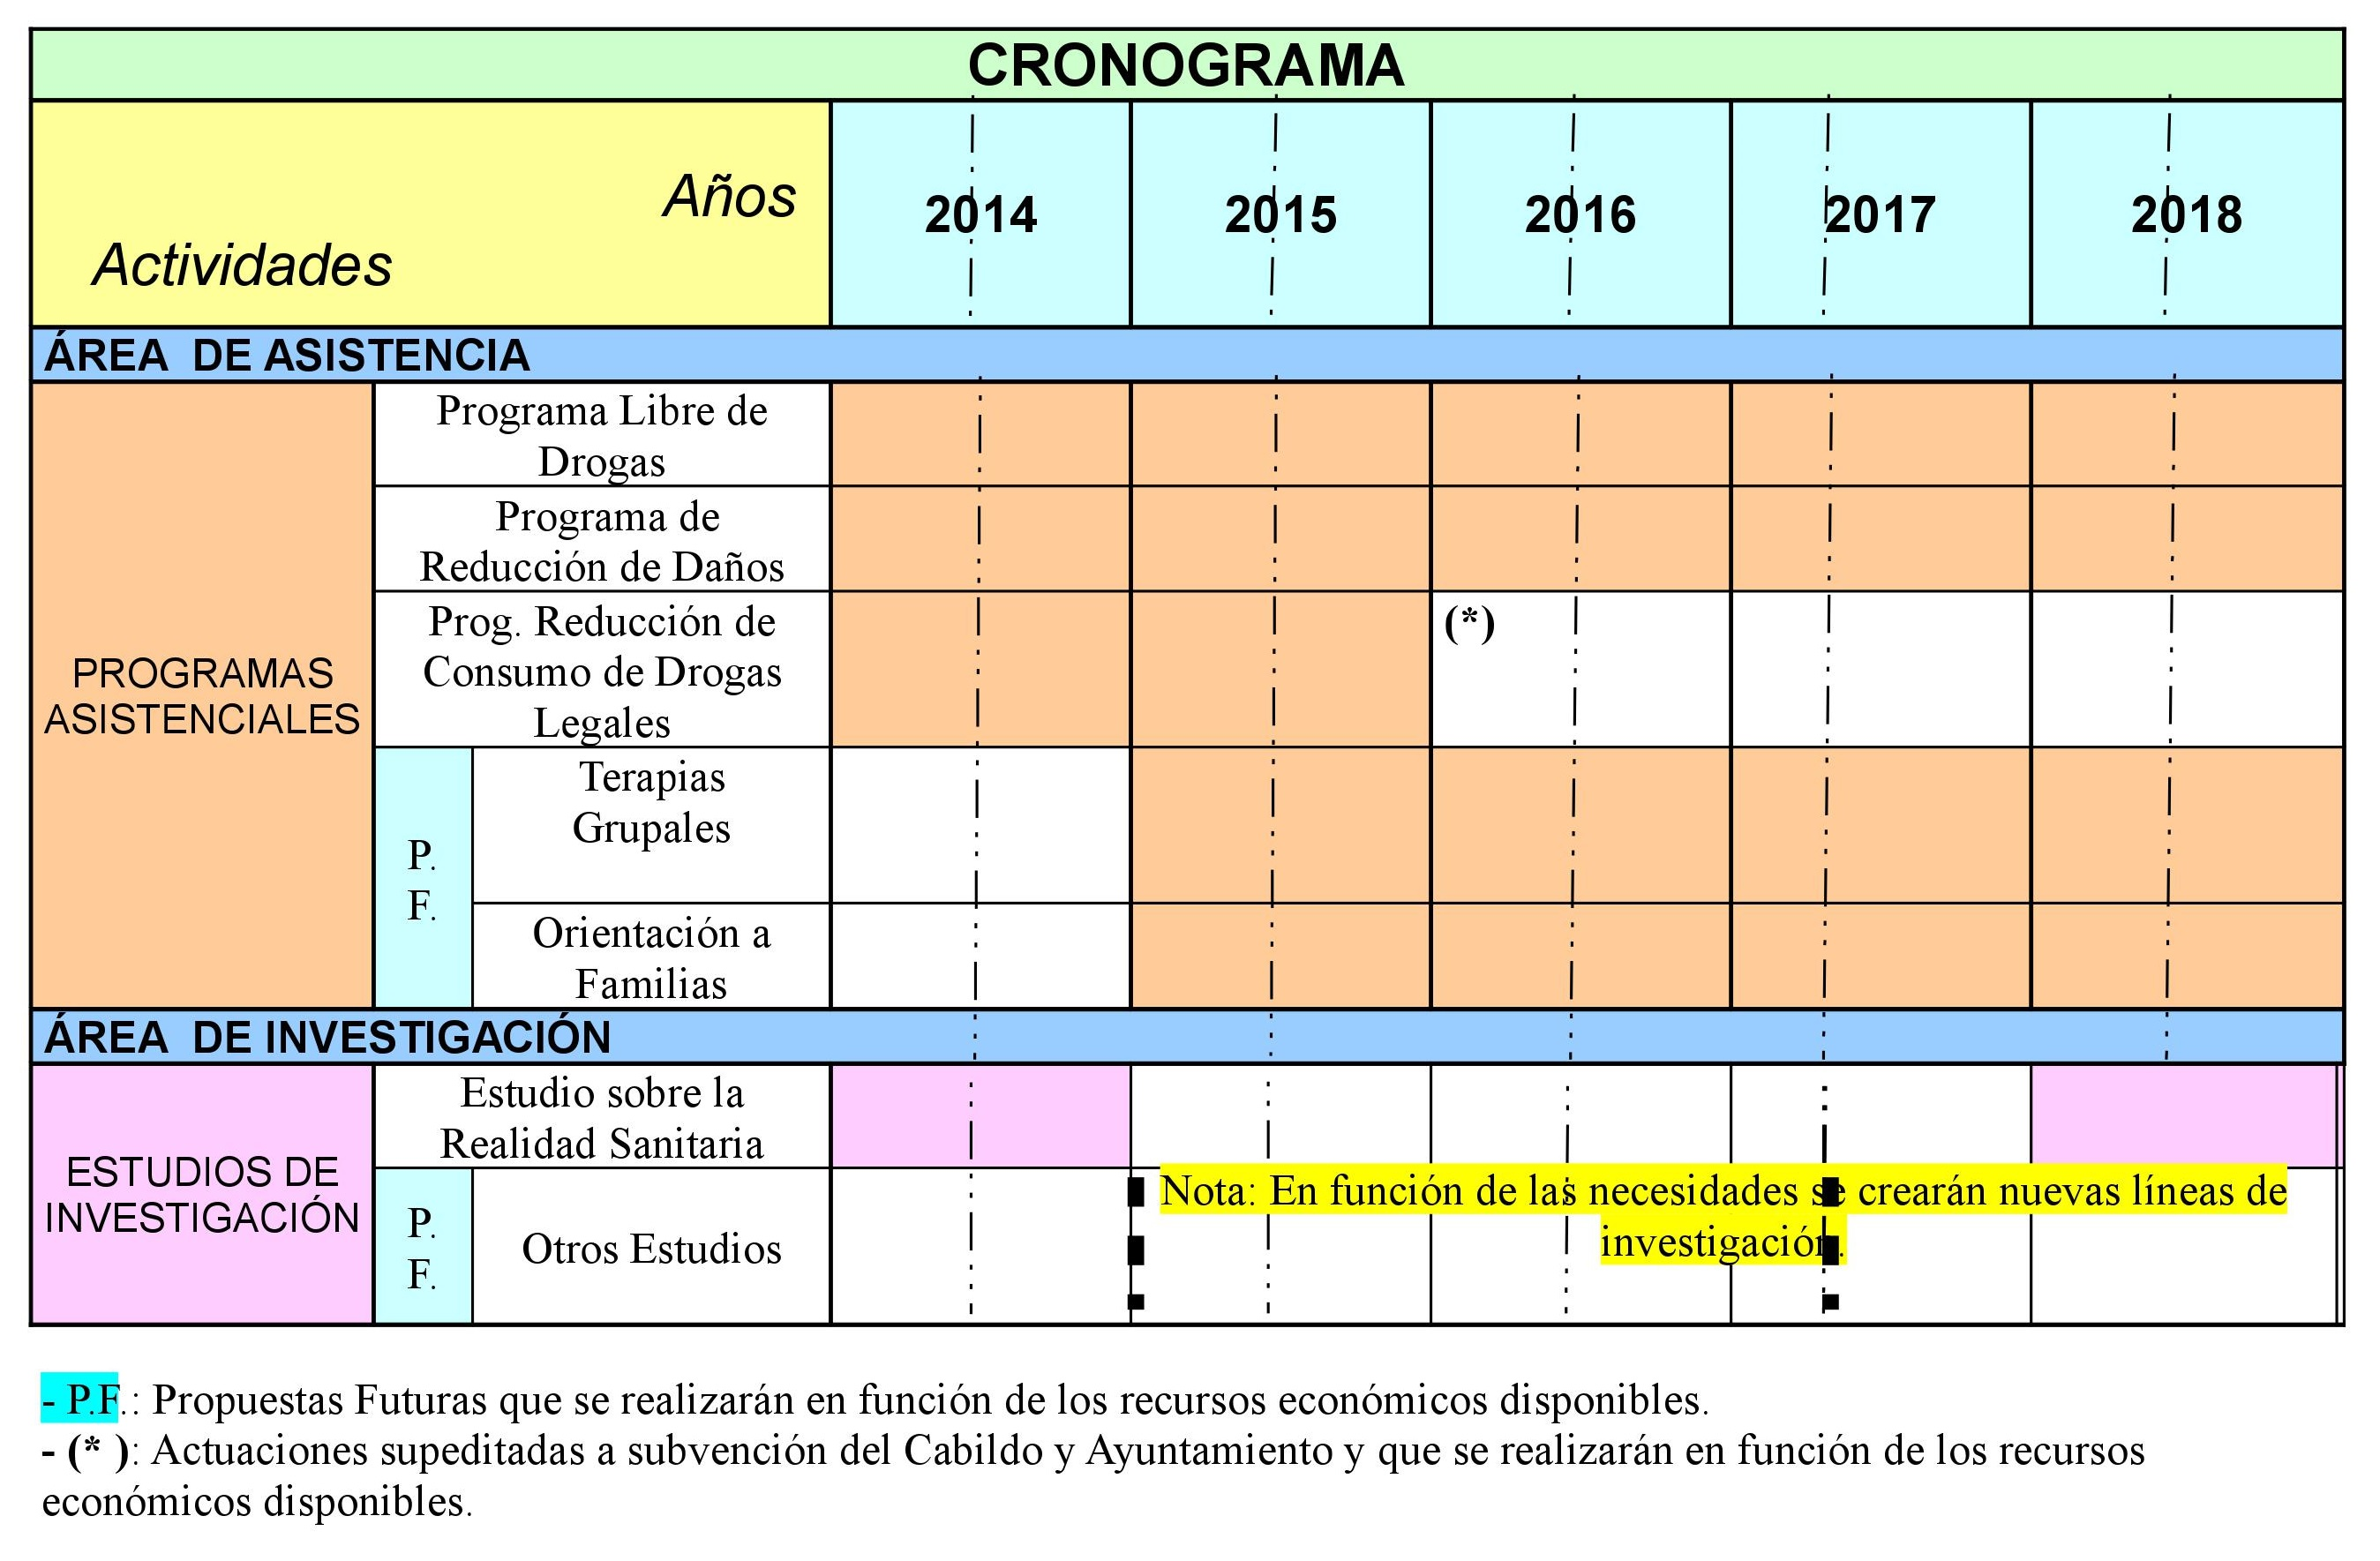 CRONOGRAMA
Años
Actividades
2014
2015
2016
2017
2018
ÁREA  DE ASISTENCIA
PROGRAMAS
ASISTENCIALES
Programa Libre de
Drogas
Programa de
Reducción de Daños
Prog. Reducción de
Consumo de Drogas
Legales
(*)
P.
F.
Terapias
Grupales
Orientación a
Familias
ÁREA  DE INVESTIGACIÓN
ESTUDIOS DE
INVESTIGACIÓN
Estudio sobre la
Realidad Sanitaria
P.
F.
Otros Estudios
Nota: En función de las necesidades se crearán nuevas líneas de
investigación.
- P.F.: Propuestas Futuras que se realizarán en función de los recursos económicos disponibles.
- (* ): Actuaciones supeditadas a subvención del Cabildo y Ayuntamiento y que se realizarán en función de los recursos
económicos disponibles.